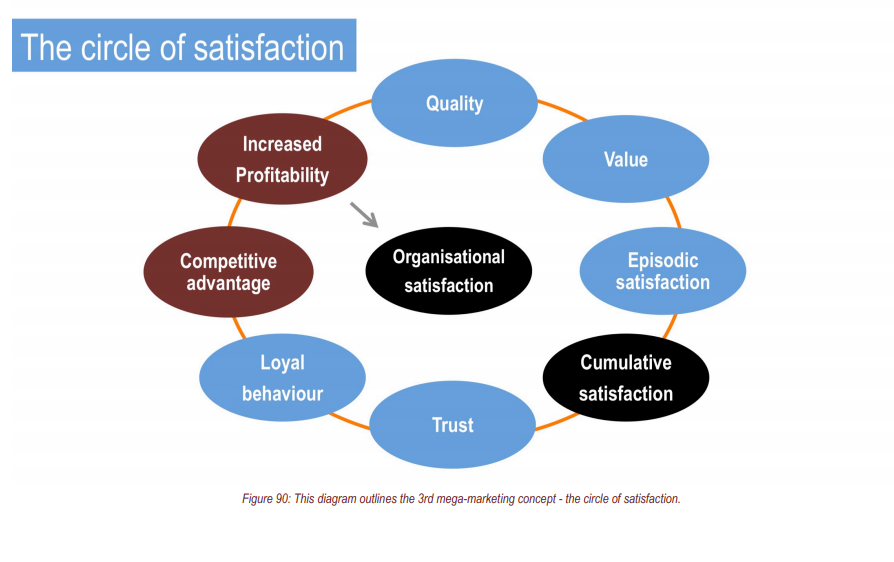 The circle of satisfaction
Quality
Value
Episodic
satisfaction
Cumulative
satisfaction
Trust
Loyal
behaviour
Competitive
advantage
Increased
Profitability
Organisational
satisfaction
Figure 90: This diagram outlines the 3rd mega-marketing concept - the circle of satisfaction.